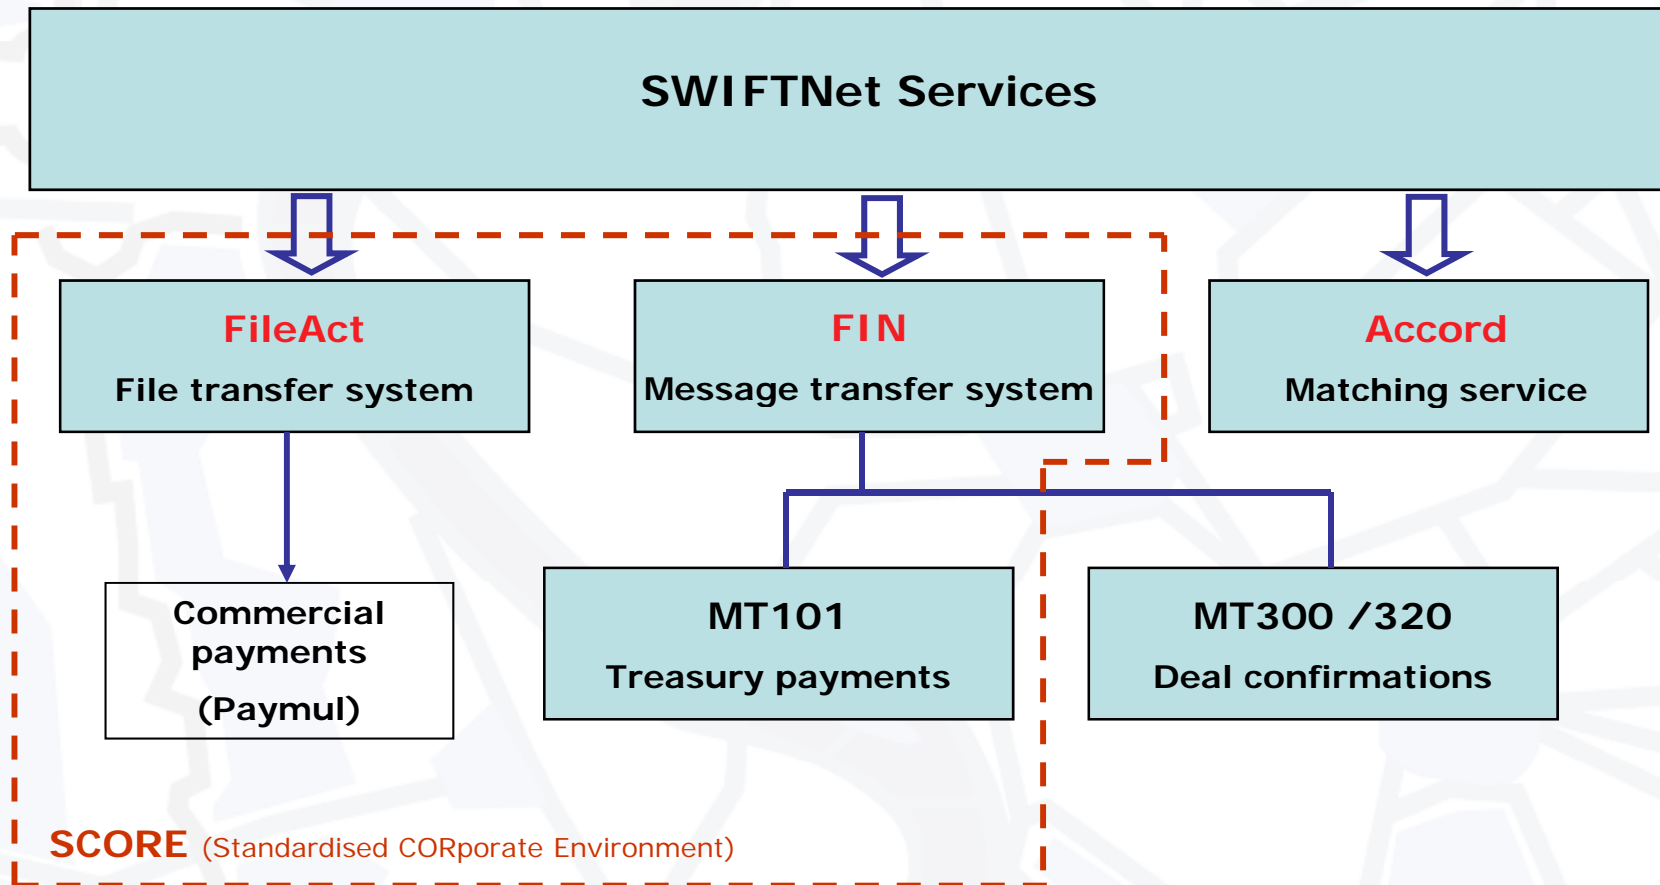 SWIFTNet Services
FileAct
File transfer system
FIN
Message transfer system
Accord
Matching service
Commercial
payments
(Paymul)
MT101
Treasury payments
MT300 /320
Deal confirmations
SCORE (Standardised CORporate Environment)